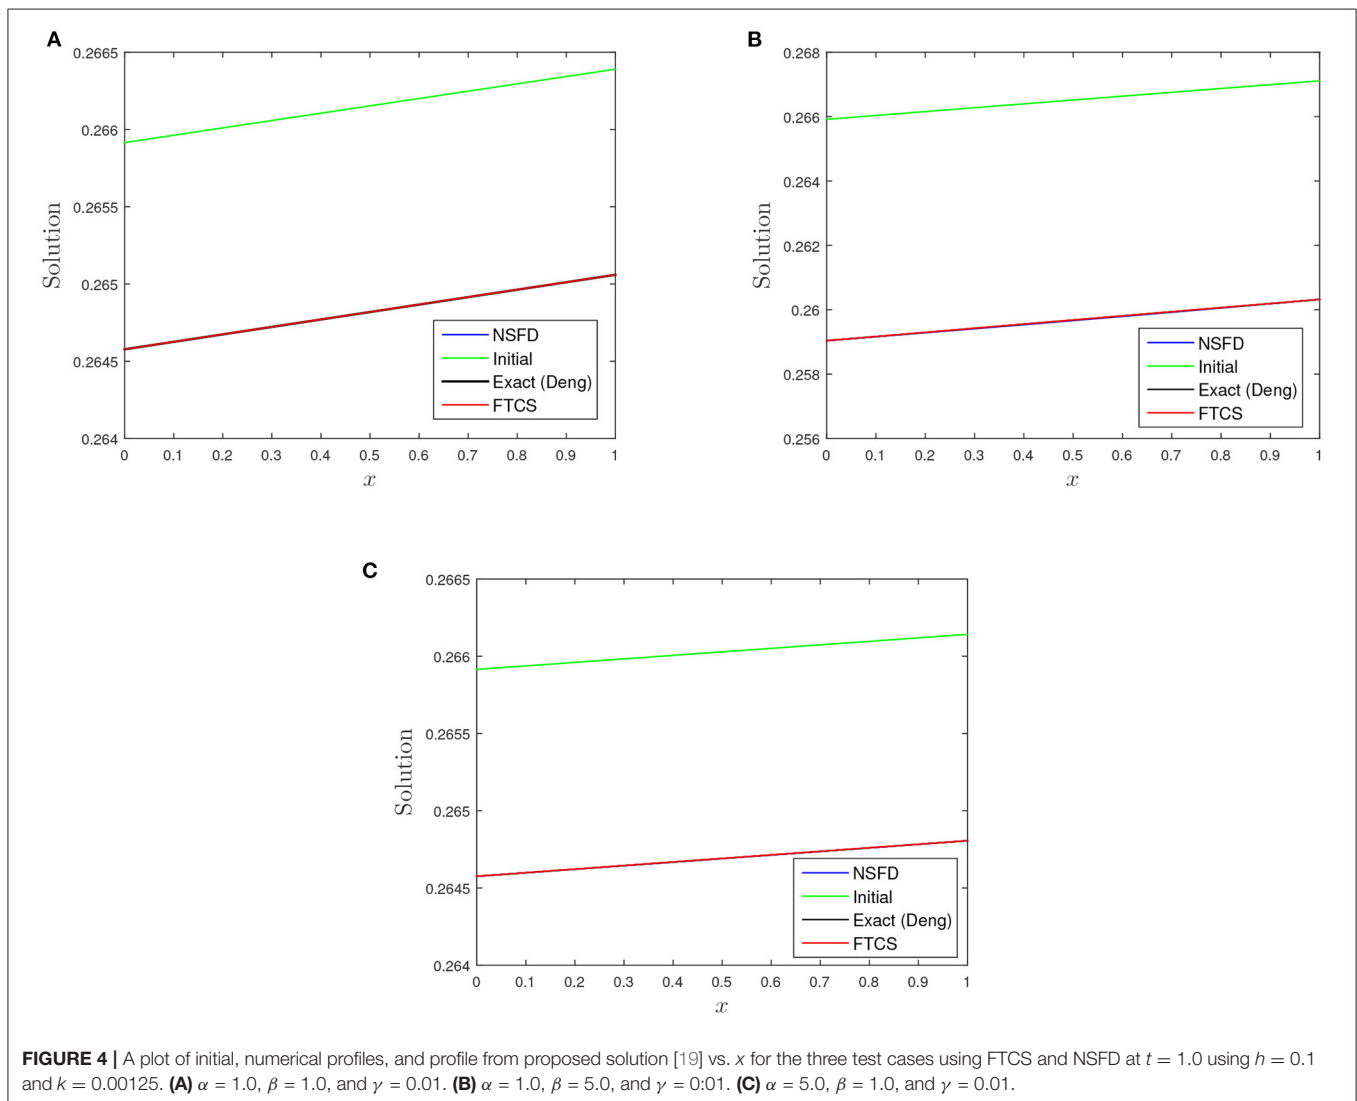 A
0.2665
0.266
0.2655
0.265
0.2645
0.264
Solution
0 0.1 0.2 0.3 0.4 0.5 0.6 0.7 0.8 0.9 1
x
NSFD
Initial
Exact (Deng)
FTCS
B
0.268
0.266
0.264
0.262
0.26
0.258
0.256
Solution
0 0.1 0.2 0.3 0.4 0.5 0.6 0.7 0.8 0.9 1
x
NSFD
Initial
Exact (Deng)
FTCS
C
0.2665
0.266
0.2655
0.265
0.2645
0.264
Solution
0 0.1 0.2 0.3 0.4 0.5 0.6 0.7 0.8 0.9 1
x
NSFD
Initial
Exact (Deng)
FTCS
FIGURE 4 | A plot of initial, numerical profiles, and profile from proposed solution [19] vs. x for the three test cases using FTCS and NSFD at t = 1.0 using h = 0.1
and k = 0.00125. (A) α = 1.0, β = 1.0, and γ = 0.01. (B) α = 1.0, β = 5.0, and γ = 0:01. (C) α = 5.0, β = 1.0, and γ = 0.01.